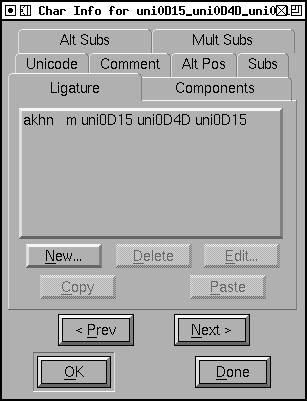 Char Info for uni0D15_uni0D4D_uni0
Alt Subs Mult Subs
Unicode Comment Alt Pos Subs
Ligature Components
akhn m uni0D15 uni0D4D uni0D15
New... Delete Edit...
Copy Paste
< Prev Next >
OK Done